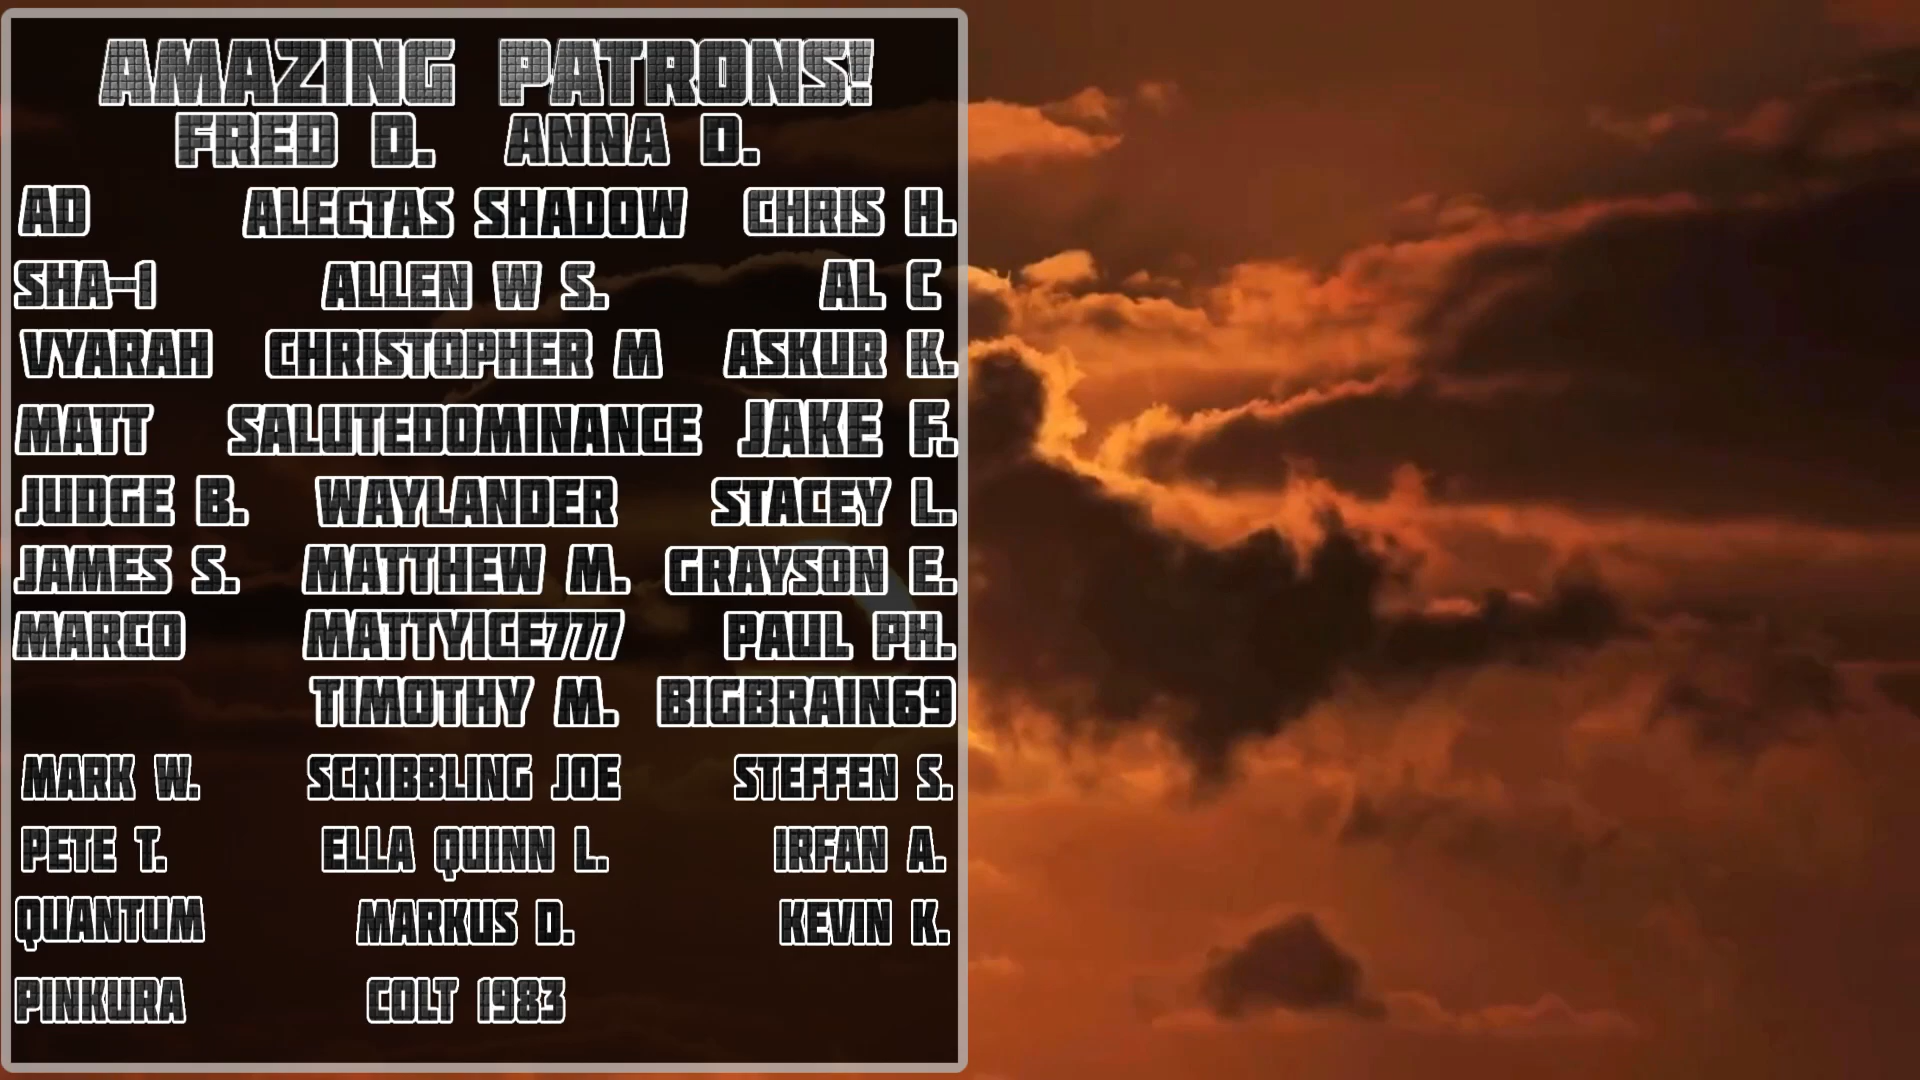 AMAZING PATRONS!
FRED D. ANNA O.
AD ALECTAS SHADOW CHRIS H.
SHA-1 ALLEN W S. AL C
VYARAH CHRISTOPHER M ASKUR K.
MATT SALUTEDOMINANCE JAKE F.
JUDGE B. WAYLANDER STACEY L.
JAMES S. MATTHEW M. GRAYSON E.
MARCO MATTYICE777 PAUL PH.
TIMOTHY M. BIGBRAIN69
MARK W. SCRIBBLING JOE STEFFEN S.
PETE T. ELLA QUINN L. IRFAN A.
QUANTUM MARKUS D. KEVIN K.
PINKURA COLT 1983